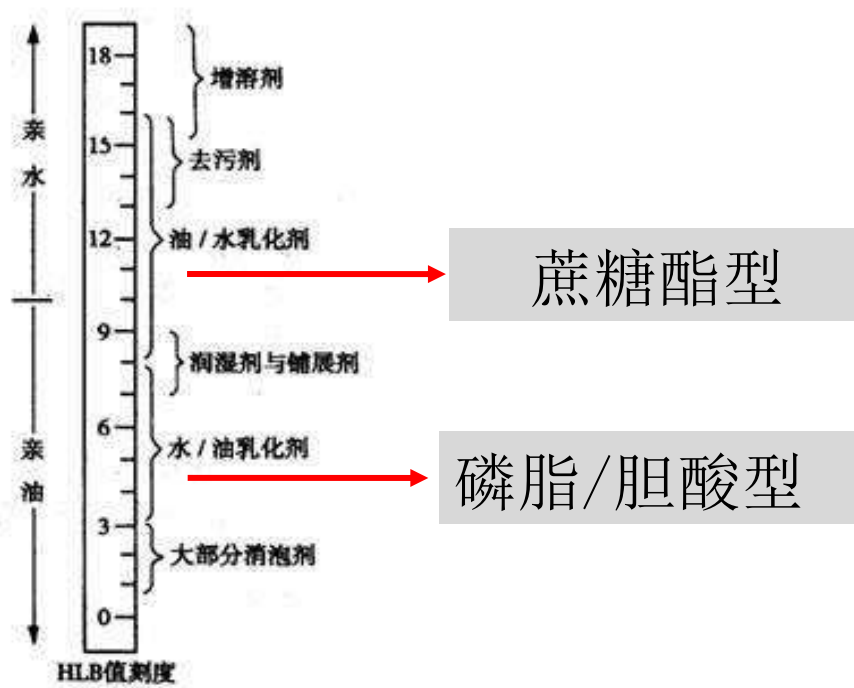 18
增溶剂
亲水
15
去污剂
12
油/水乳化剂
蔗糖酯型
9
润湿剂与铺展剂
6
亲油
水/油乳化剂
磷脂/胆酸型
3
大部分消泡剂
0
HLB值刻度